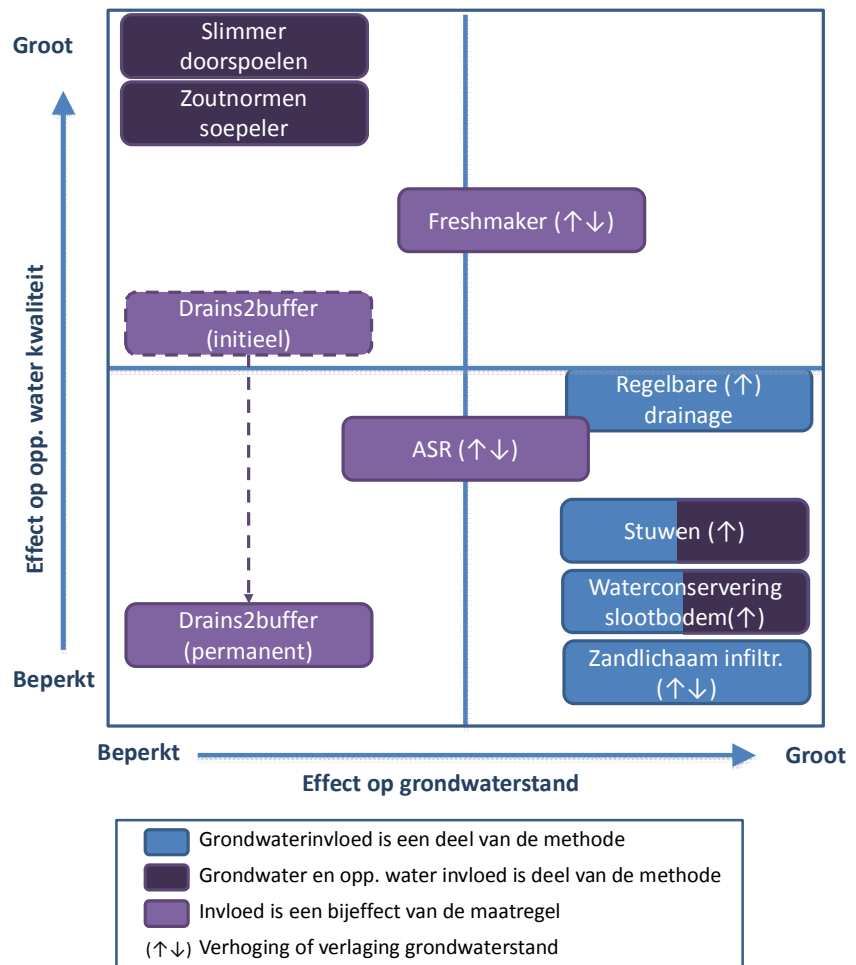 Groot
Slimmer
doorspoelen
Zoutnormen
soepeler
Freshmaker (↑↓)
Drains2buffer
(initieel)
Regelbare (↑)
drainage
ASR (↑↓)
Stuwen (↑)
Waterconservering
slootbodem(↑)
Drains2buffer
(permanent)
Zandlichaam infiltr.
(↑↓)
Effect op opp. water kwaliteit
Beperkt
Beperkt
Groot
Effect op grondwaterstand
Grondwaterinvloed is een deel van de methode
Grondwater en opp. water invloed is deel van de methode
Invloed is een bijeffect van de maatregel
(↑↓) Verhoging of verlaging grondwaterstand